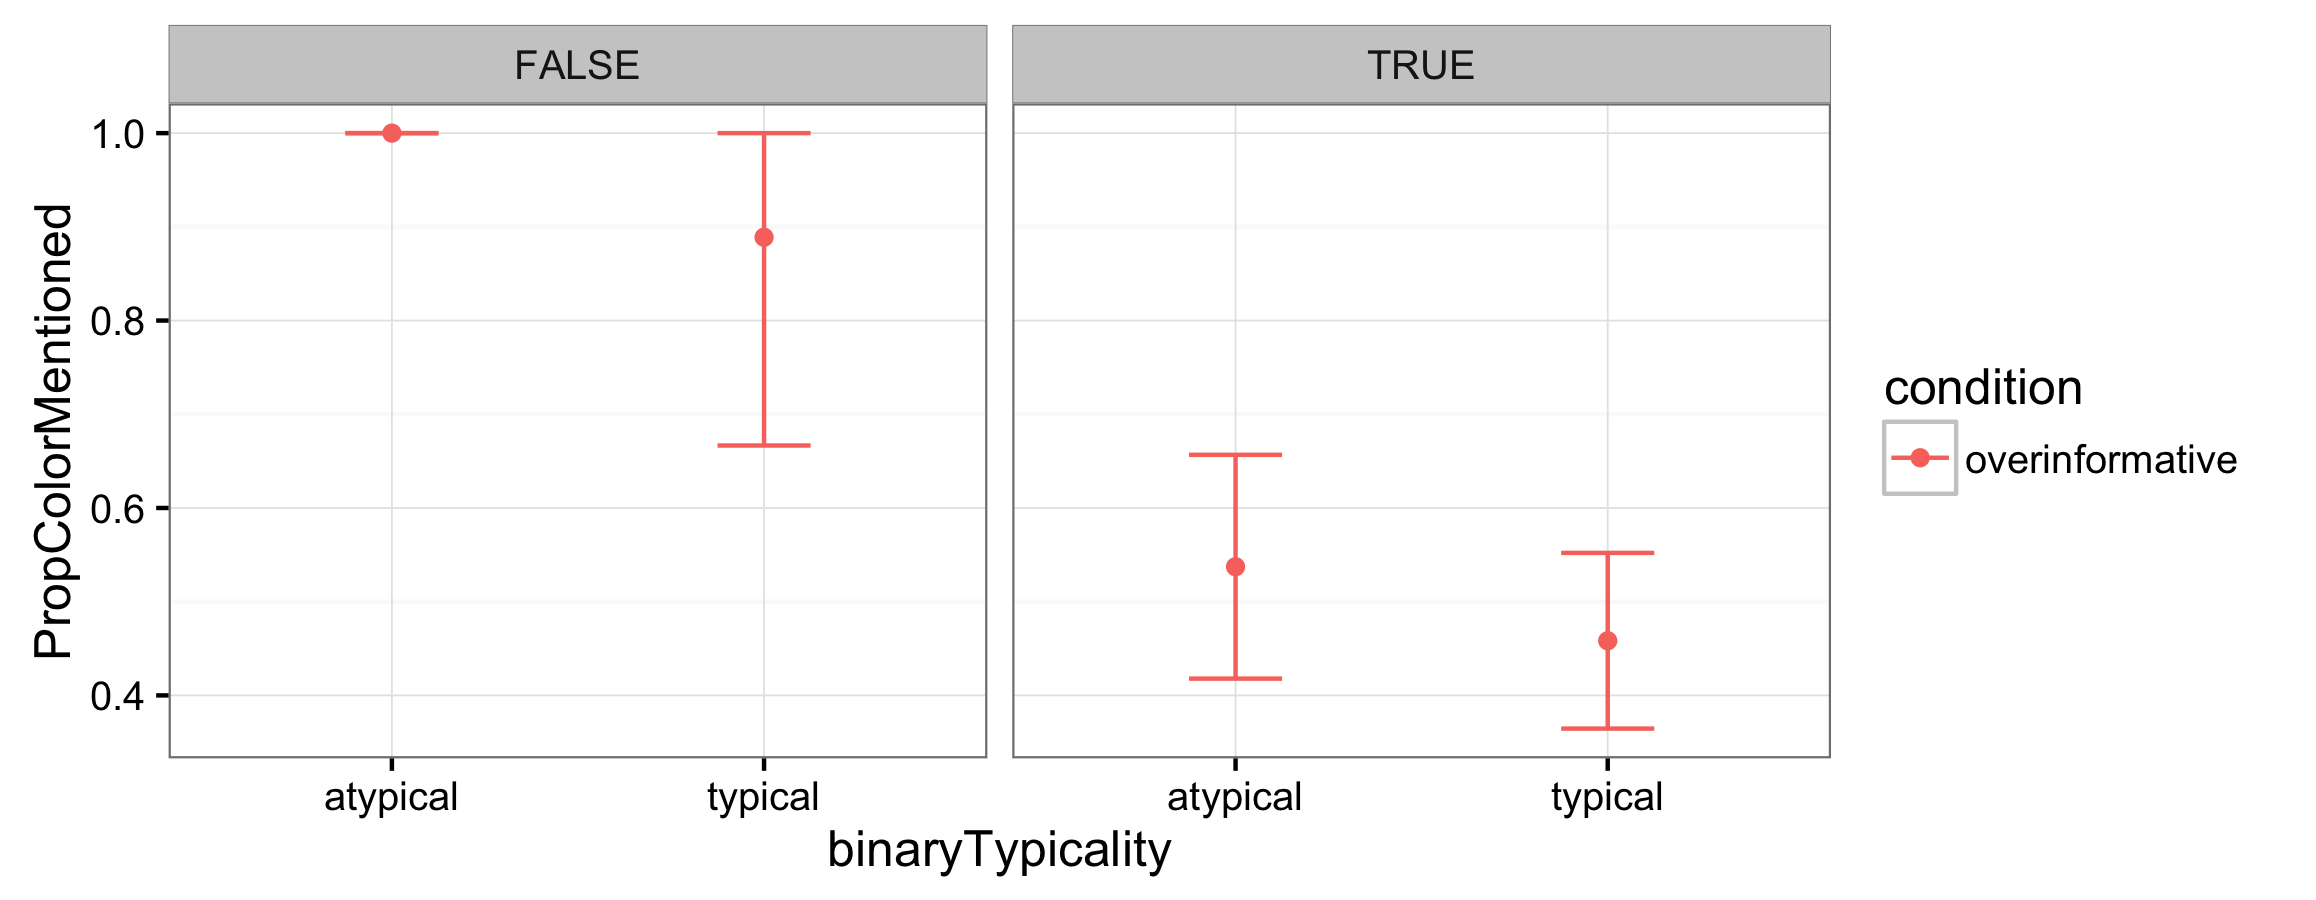 FALSE
TRUE
PropColorMentioned
1.0
0.8
0.6
0.4
atypical
typical
atypical
typical
binaryTypicality
condition
overinformative